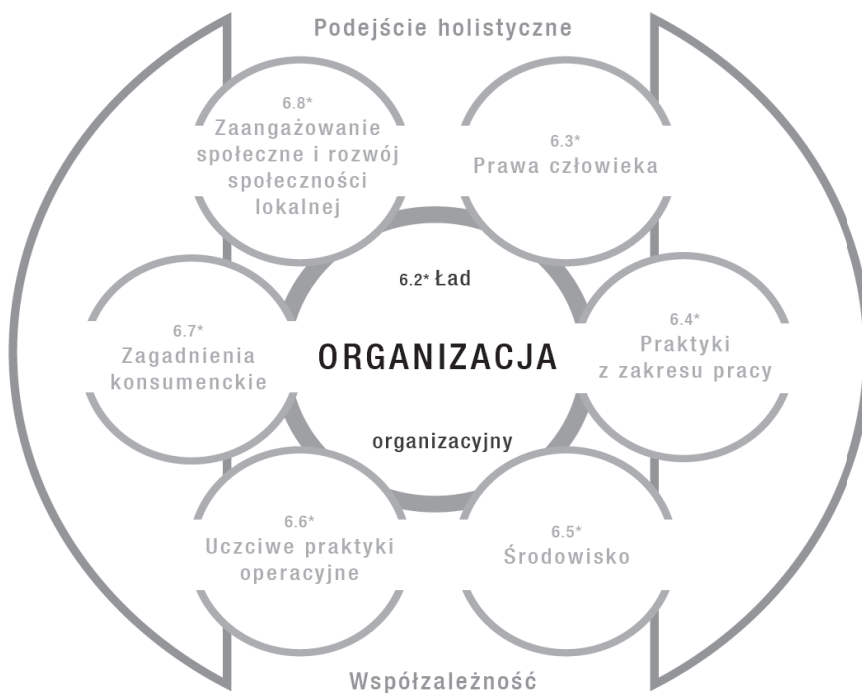 Podejście holistyczne
6.8*
Zaangażowanie
społeczne i rozwój
społeczności
lokalnej
6.3*
Prawa człowieka
6.2* Ład
6.7*
Zagadnienia
konsumenckie
ORGANIZACJA
6.4*
Praktyki
z zakresu pracy
organizacyjny
6.6*
Uczciwe praktyki
operacyjne
6.5*
Środowisko
Współzależność